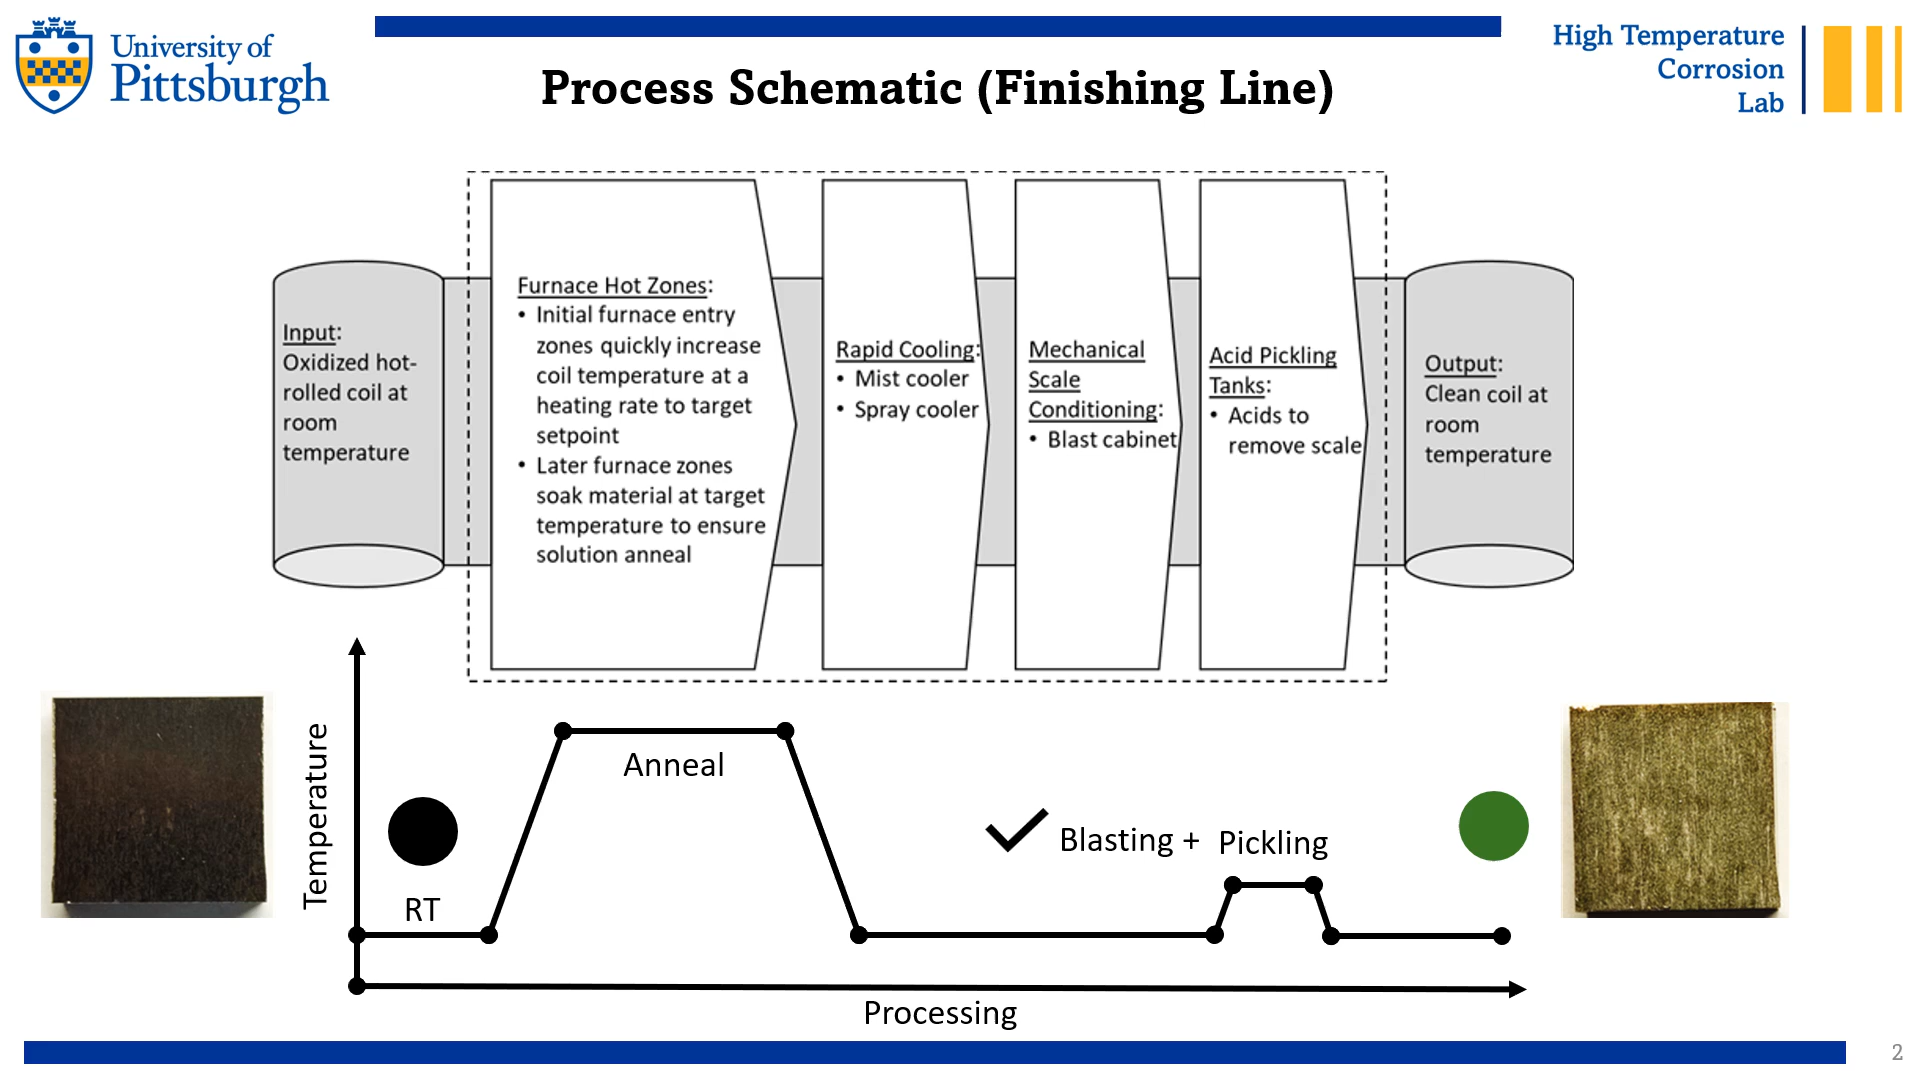 University of
Pittsburgh
High Temperature
Corrosion
Lab
Process Schematic (Finishing Line)
Input:
Oxidized hot-
rolled coil at
room
temperature
Furnace Hot Zones:
• Initial furnace entry
zones quickly increase
coil temperature at a
heating rate to target
setpoint
• Later furnace zones
soak material at target
temperature to ensure
solution anneal
Rapid Cooling:
• Mist cooler
• Spray cooler
Mechanical
Scale
Conditioning:
• Blast cabinet
Acid Pickling
Tanks:
• Acids to
remove scale
Output:
Clean coil at
room
temperature
Temperature
RT
Anneal
Blasting + Pickling
Processing
2